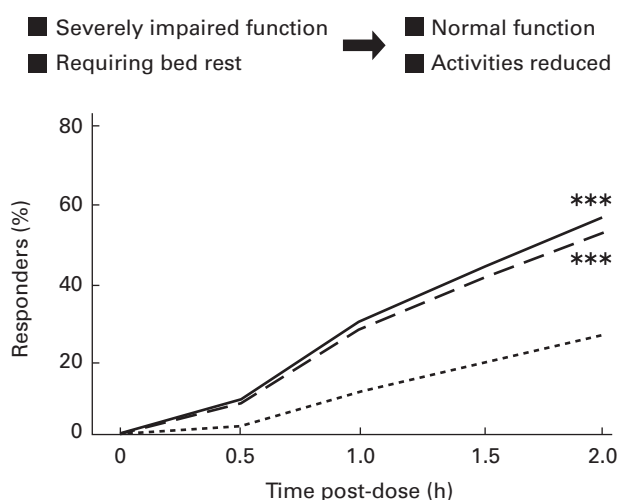 Severely impaired function
Requiring bed rest
Normal function
Activities reduced
80
60
40
20
0
Responders (%)
***
***
0 0.5 1.0 1.5 2.0
Time post-dose (h)